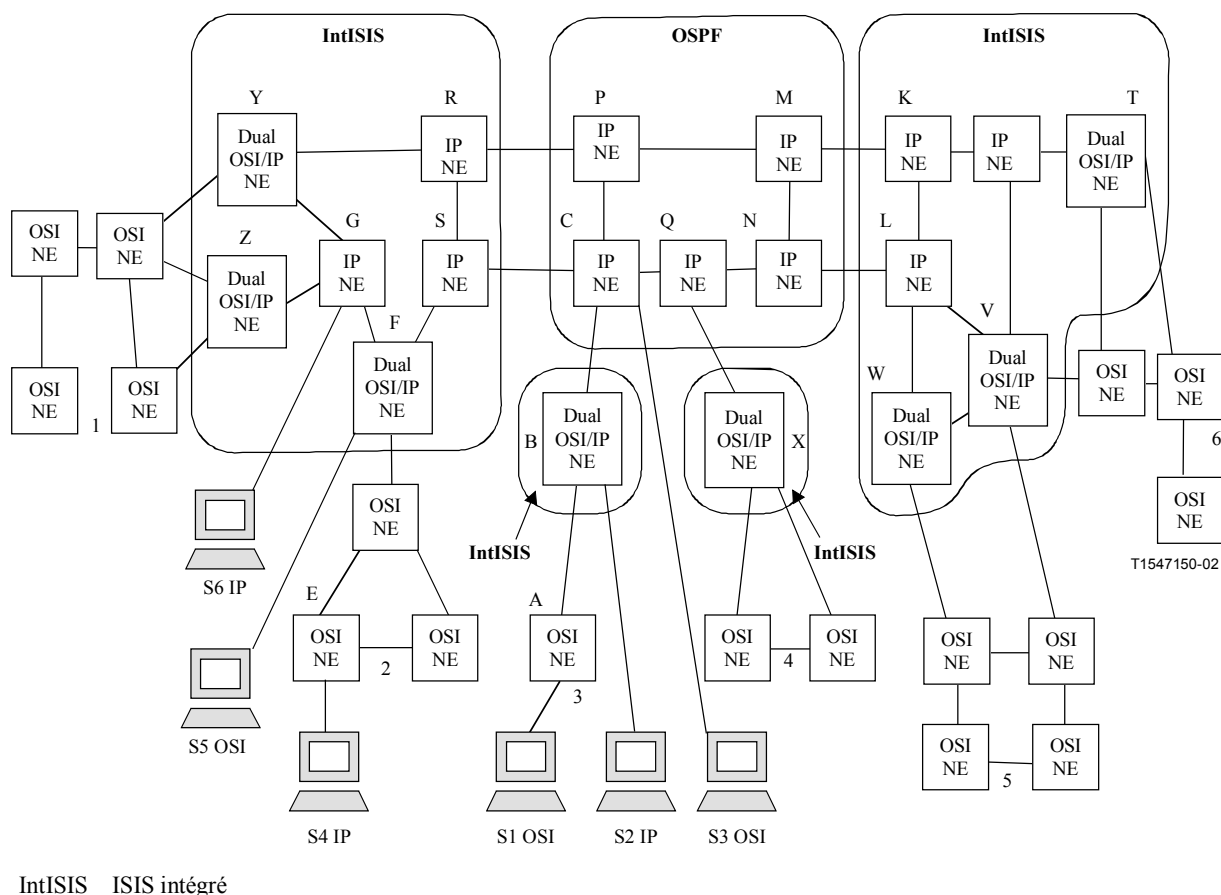 IntISIS
OSPF
IntISIS
Y
R
P
M
K
T
Dual
OSI/IP
NE
IP
NE
IP
NE
IP
NE
IP
NE
IP
NE
Dual
OSI/IP
NE
OSI
NE
OSI
NE
Z
G
S
C
Q
N
L
Dual
OSI/IP
NE
IP
NE
IP
NE
IP
NE
IP
NE
IP
NE
IP
NE
F
V
Dual
OSI/IP
NE
Dual
OSI/IP
NE
OSI
NE
OSI
NE
1
OSI
NE
OSI
NE
6
W
B
Dual
OSI/IP
NE
Dual
OSI/IP
NE
X
Dual
OSI/IP
NE
OSI
NE
OSI
NE
IntISIS
IntISIS
T1547150-02
S6 IP
E
A
OSI
NE
OSI
NE
2
OSI
NE
3
OSI
NE
OSI
NE
4
OSI
NE
OSI
NE
S5 OSI
OSI
NE
OSI
NE
5
S4 IP
S1 OSI
S2 IP
S3 OSI
IntISIS ISIS intégré